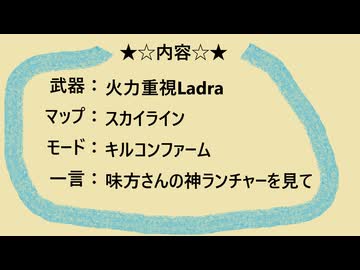 ★☆内容☆★
武器：火力重視Ladra
マップ：スカイライン
モード：キルコンファーム
一言：味方さんの神ランチャーを見て